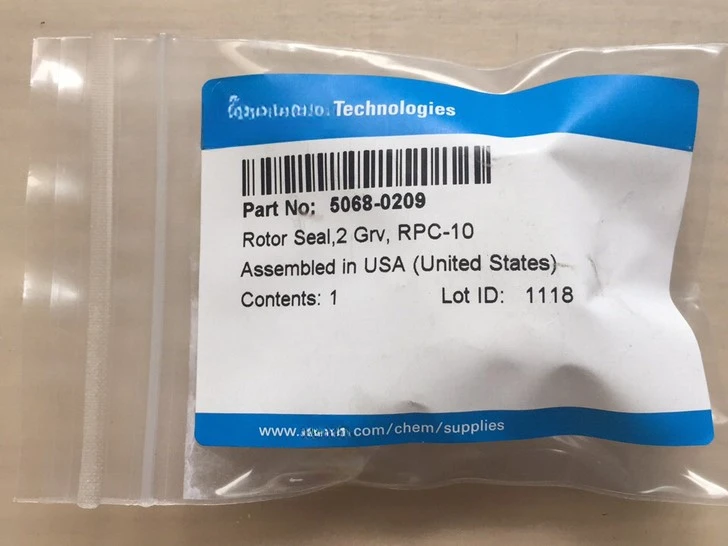 Technologies
Part No: 5068-0209
Rotor Seal,2 Grv, RPC-10
Assembled in USA (United States)
Contents: 1 Lot ID: 1118
www. com/chem/supplies